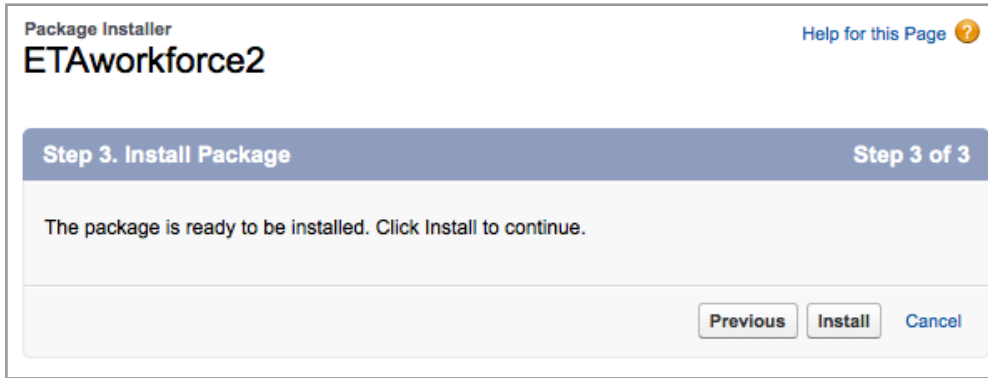 Package Installer
Help for this Page ?
ETAworkforce2
Step 3. Install Package
Step 3 of 3
The package is ready to be installed. Click Install to continue.
Previous Install Cancel